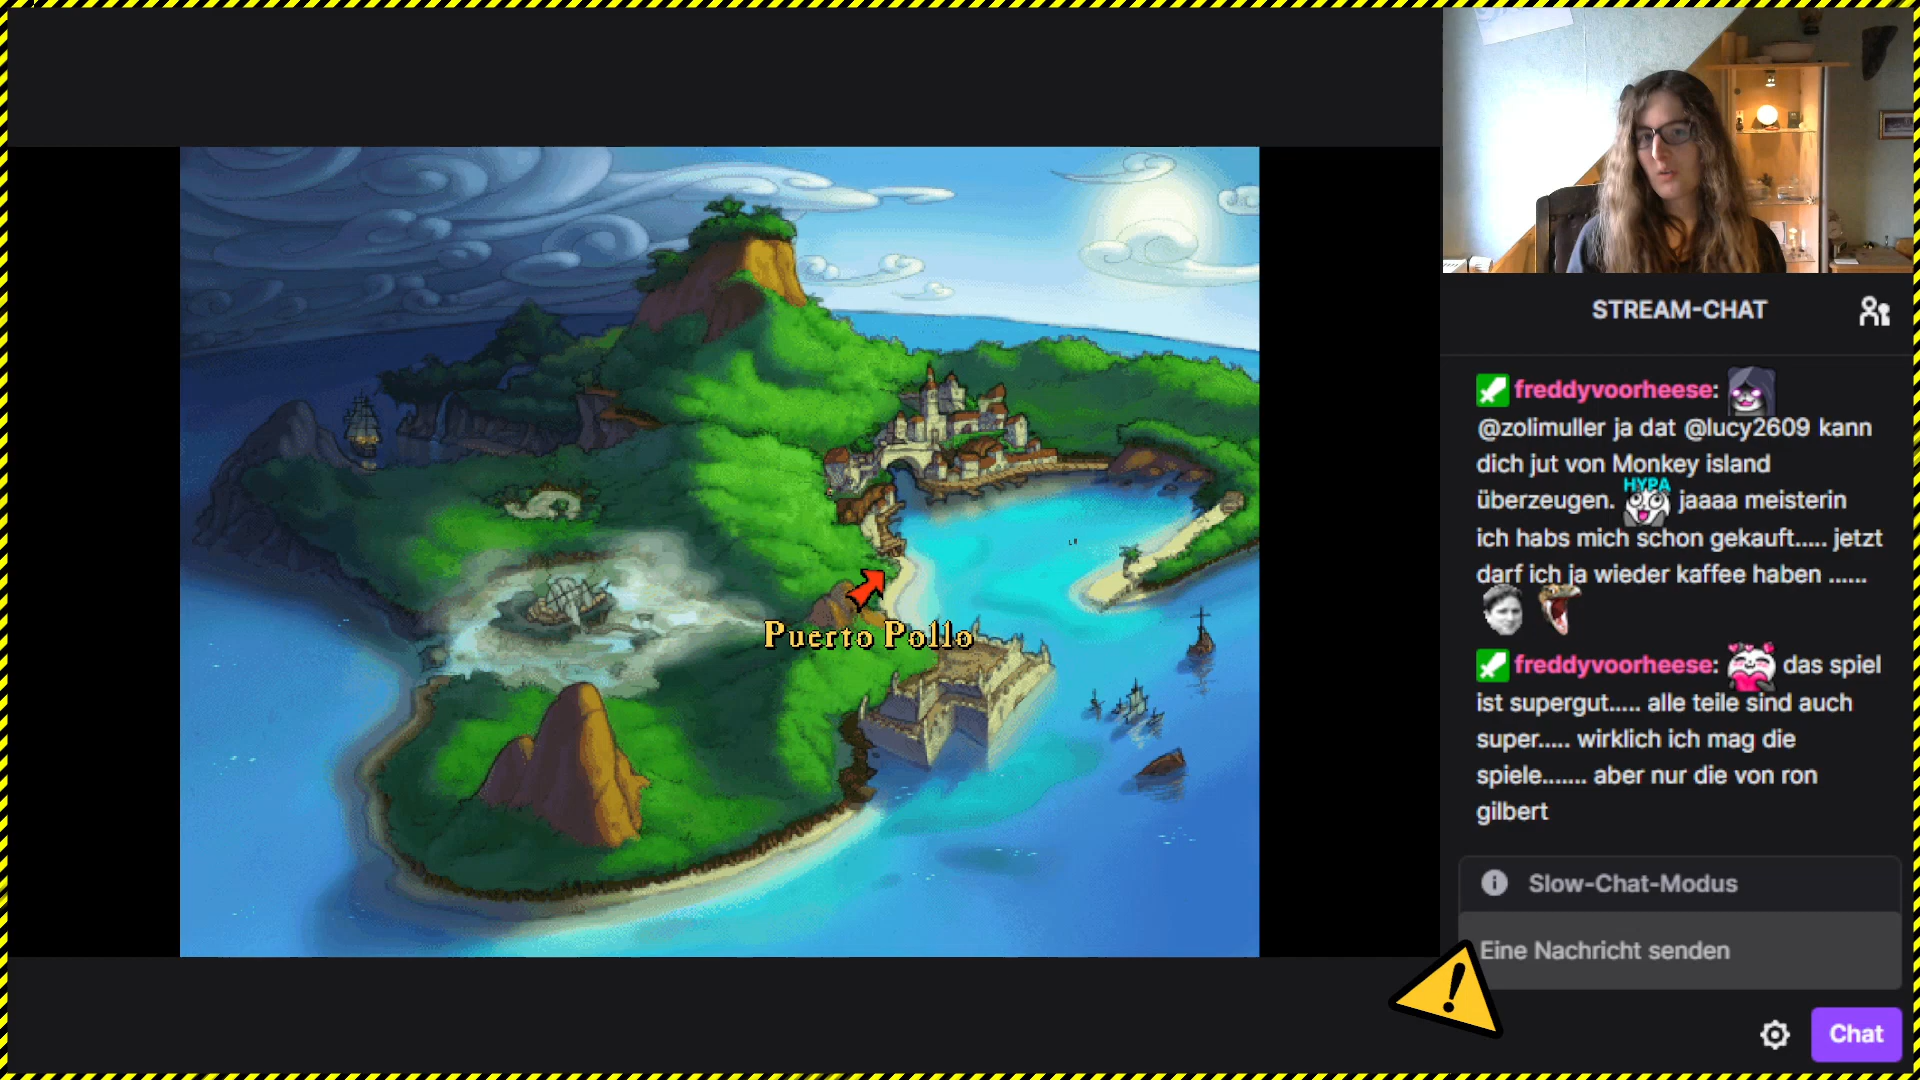 Puerto Pollo
STREAM-CHAT
freddyvoorheese:
@zolimuller ja dat @lucy2609 kann
dich jut von Monkey island
überzeugen. HYPA jaaaa meisterin
ich habs mich schon gekauft..... jetzt
darf ich ja wieder kaffee haben ......
freddyvoorheese: das spiel
ist supergut..... alle teile sind auch
super..... wirklich ich mag die
spiele....... aber nur die von ron
gilbert
Slow-Chat-Modus
Eine Nachricht senden
Chat